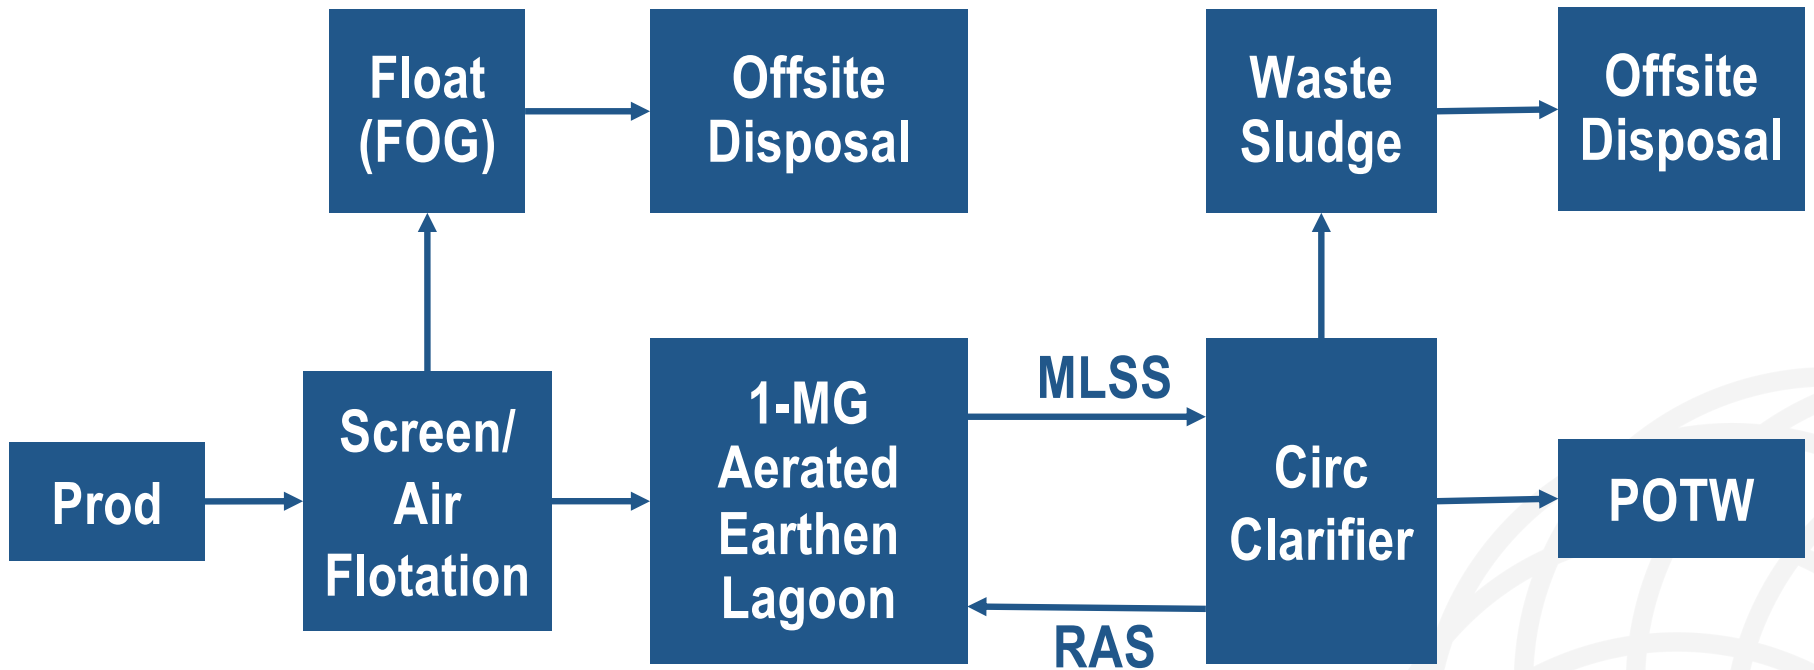 Float
(FOG)
Offsite
Disposal
Waste
Sludge
Offsite
Disposal
Prod
Screen/
Air
Flotation
1-MG
Aerated
Earthen
Lagoon
MLSS
RAS
Circ
Clarifier
POTW